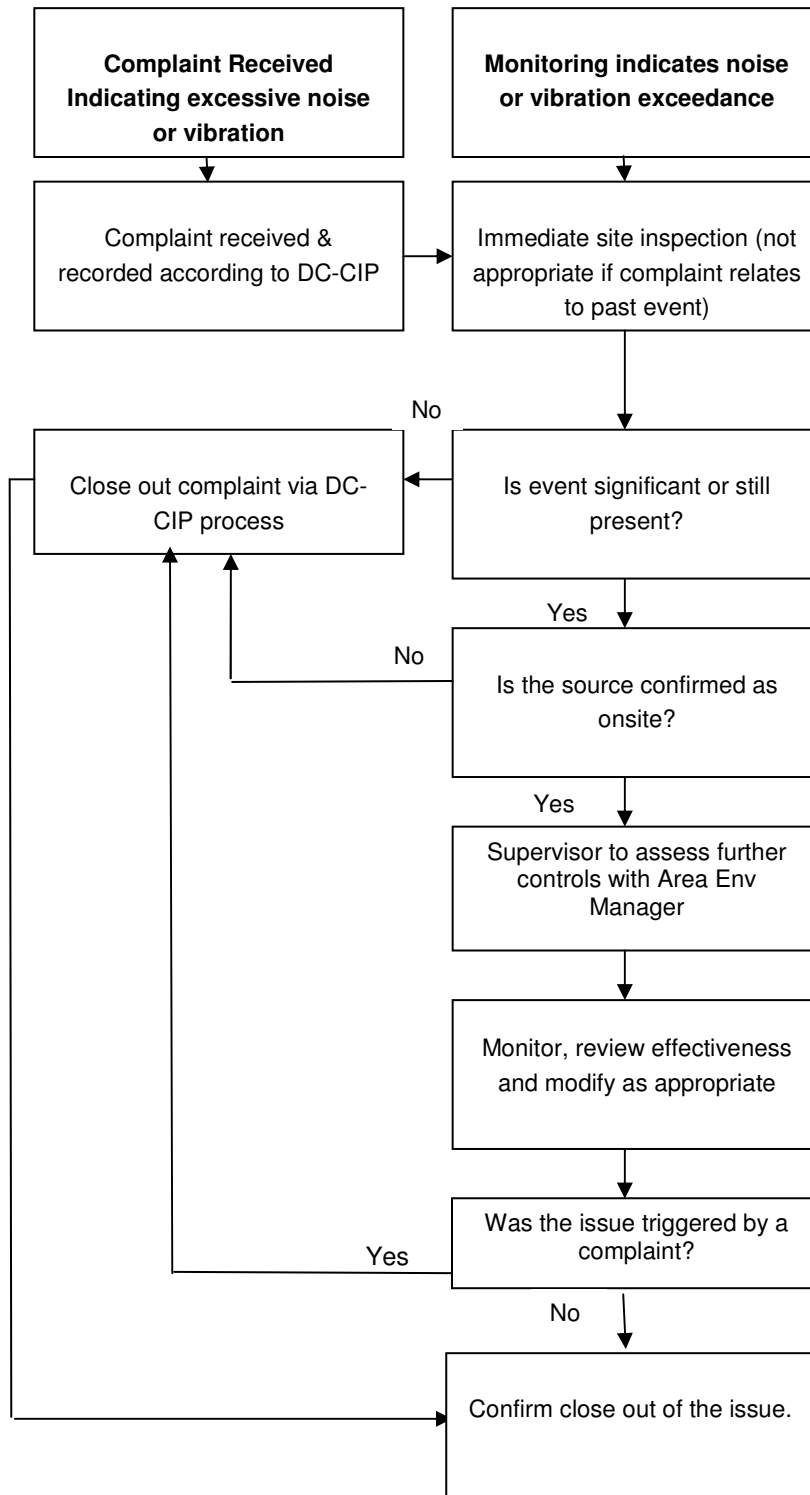 Complaint Received
Indicating excessive noise
or vibration
Monitoring indicates noise
or vibration exceedance
Complaint received &
recorded according to DC-CIP
Immediate site inspection (not
appropriate if complaint relates
to past event)
No
Close out complaint via DC-
CIP process
Is event significant or still
present?
Yes
No
Is the source confirmed as
onsite?
Yes
Supervisor to assess further
controls with Area Env
Manager
Monitor, review effectiveness
and modify as appropriate
Was the issue triggered by a
complaint?
Yes
No
Confirm close out of the issue.